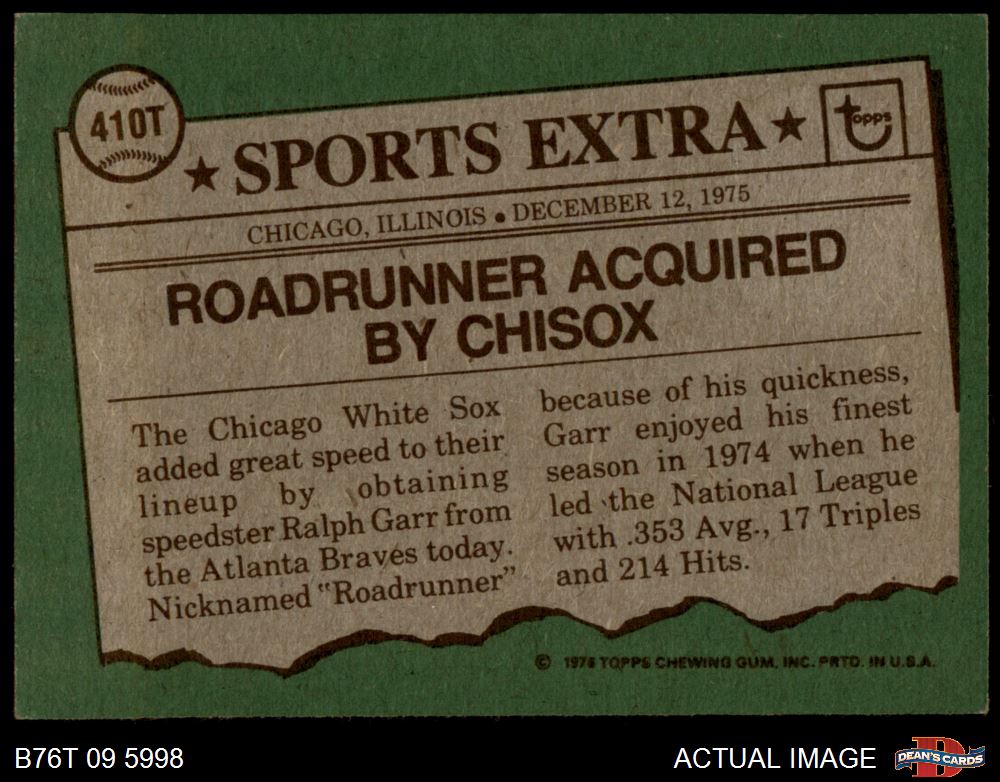 410T
★ SPORTS EXTRA ★
topps
CHICAGO, ILLINOIS • DECEMBER 12, 1975
ROADRUNNER ACQUIRED
BY CHISOX
The Chicago White Sox
added great speed to their
lineup by obtaining
speedster Ralph Garr from
the Atlanta Braves today.
Nicknamed "Roadrunner"
because of his quickness,
Garr enjoyed his finest
season in 1974 when he
led the National League
with .353 Avg., 17 Triples
and 214 Hits.
© 1976 TOPPS CHEWING GUM, INC. PRTD. IN U.S.A.
B76T 09 5998
ACTUAL IMAGE
D
DEAN'S CARDS